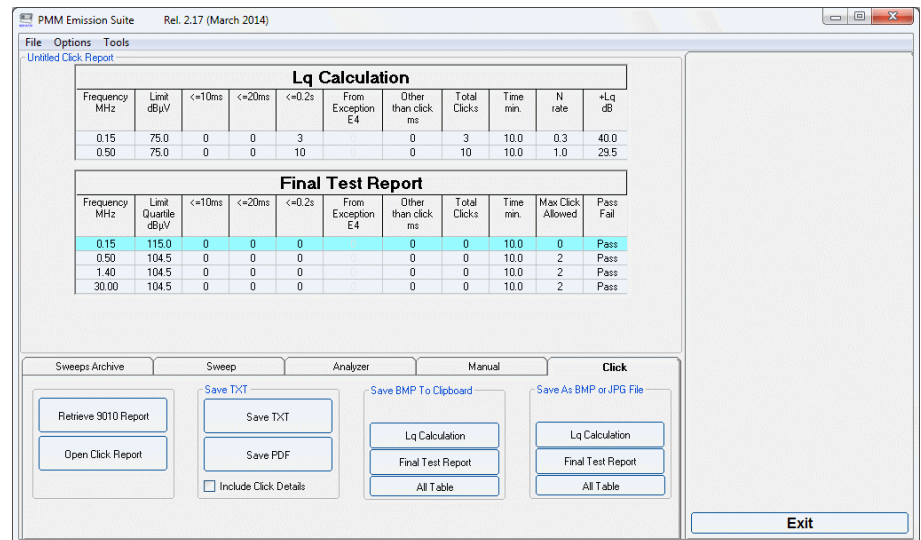 PMM Emission Suite Rel. 2.17 (March 2014)
File Options Tools
Untitled Click Report
Lq Calculation
Frequency MHz Limit dBµV <=10ms <=20ms <=0.2s From Exception E4 Other than click ms Total Clicks Time min. N rate +Lq dB
0.15 75.0 0 0 3 0 3 10.0 0.3 40.0
0.50 75.0 0 0 10 0 10 10.0 1.0 29.5
Final Test Report
Frequency MHz Limit Quartile dBµV <=10ms <=20ms <=0.2s From Exception E4 Other than click ms Total Clicks Time min. Max Click Allowed Pass Fail
0.15 115.0 0 0 0 0 0 10.0 0 Pass
0.50 104.5 0 0 0 0 0 10.0 2 Pass
1.40 104.5 0 0 0 0 0 10.0 2 Pass
30.00 104.5 0 0 0 0 0 10.0 2 Pass
Sweeps Archive Sweep Analyzer Manual Click
Retrieve 9010 Report
Open Click Report
Save TXT
Save TXT
Save PDF
Include Click Details
Save BMP To Clipboard
Lq Calculation
Final Test Report
All Table
Save As BMP or JPG File
Lq Calculation
Final Test Report
All Table
Exit